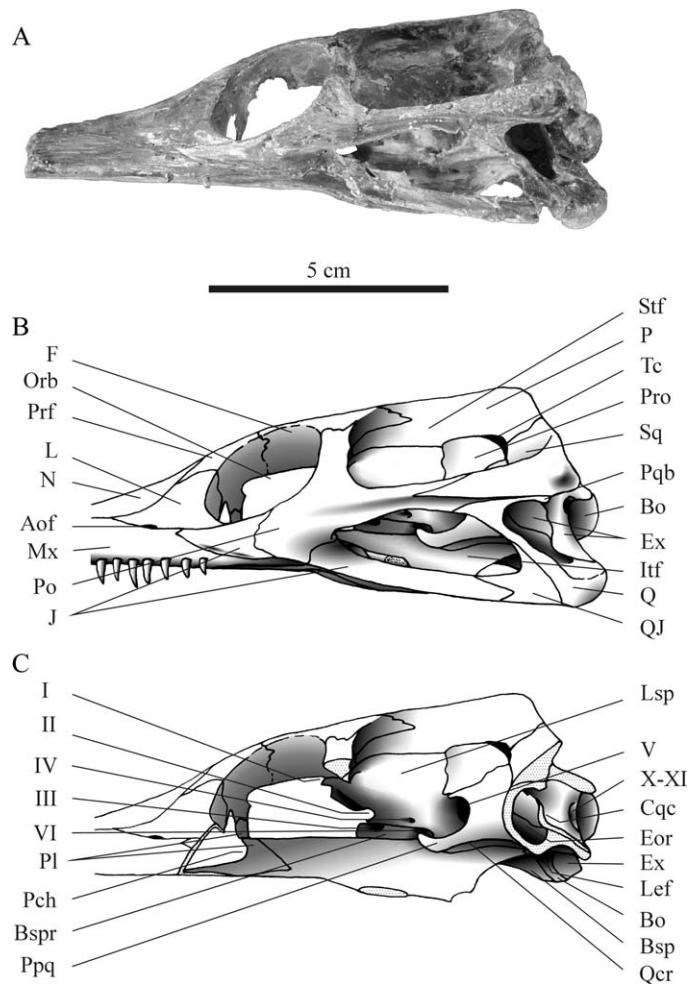 A
5 cm
B
F
Orb
Prf
L
N
Aof
Mx
Po
J
Stf
P
Tc
Pro
Sq
Pqb
Bo
Ex
Itf
Q
QJ
C
I
II
IV
III
VI
Pl
Pch
Bspr
Ppq
Lsp
V
X-XI
Cqc
Eor
Ex
Lef
Bo
Bsp
Qcr